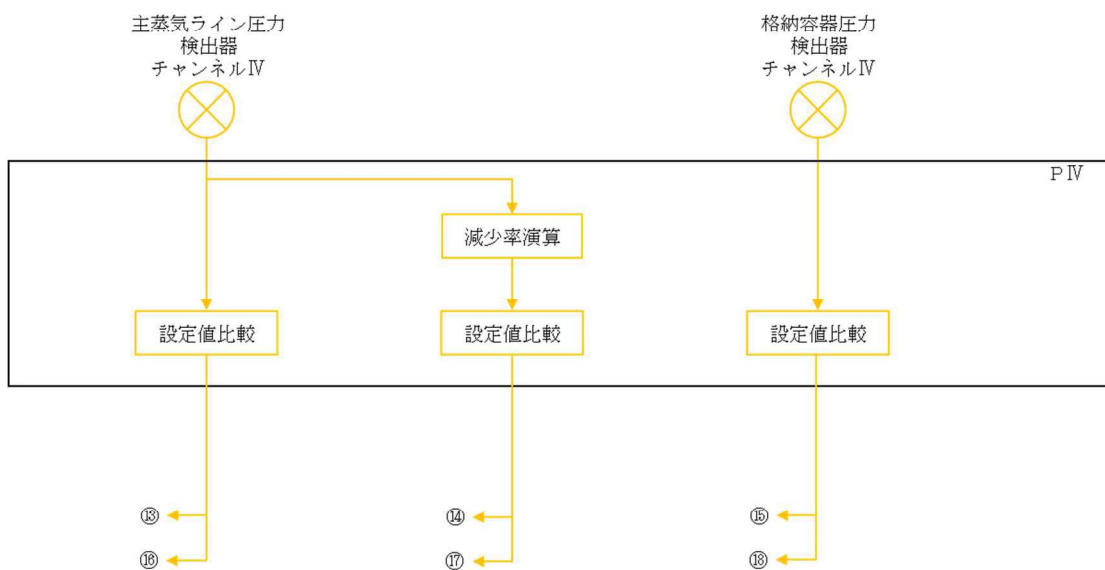 主蒸気ライン圧力
検出器
チャンネルⅣ
格納容器圧力
検出器
チャンネルⅣ
ＰⅣ
減少率演算
設定値比較
設定値比較
設定値比較
⑬
⑭
⑮
⑯
⑰
⑱